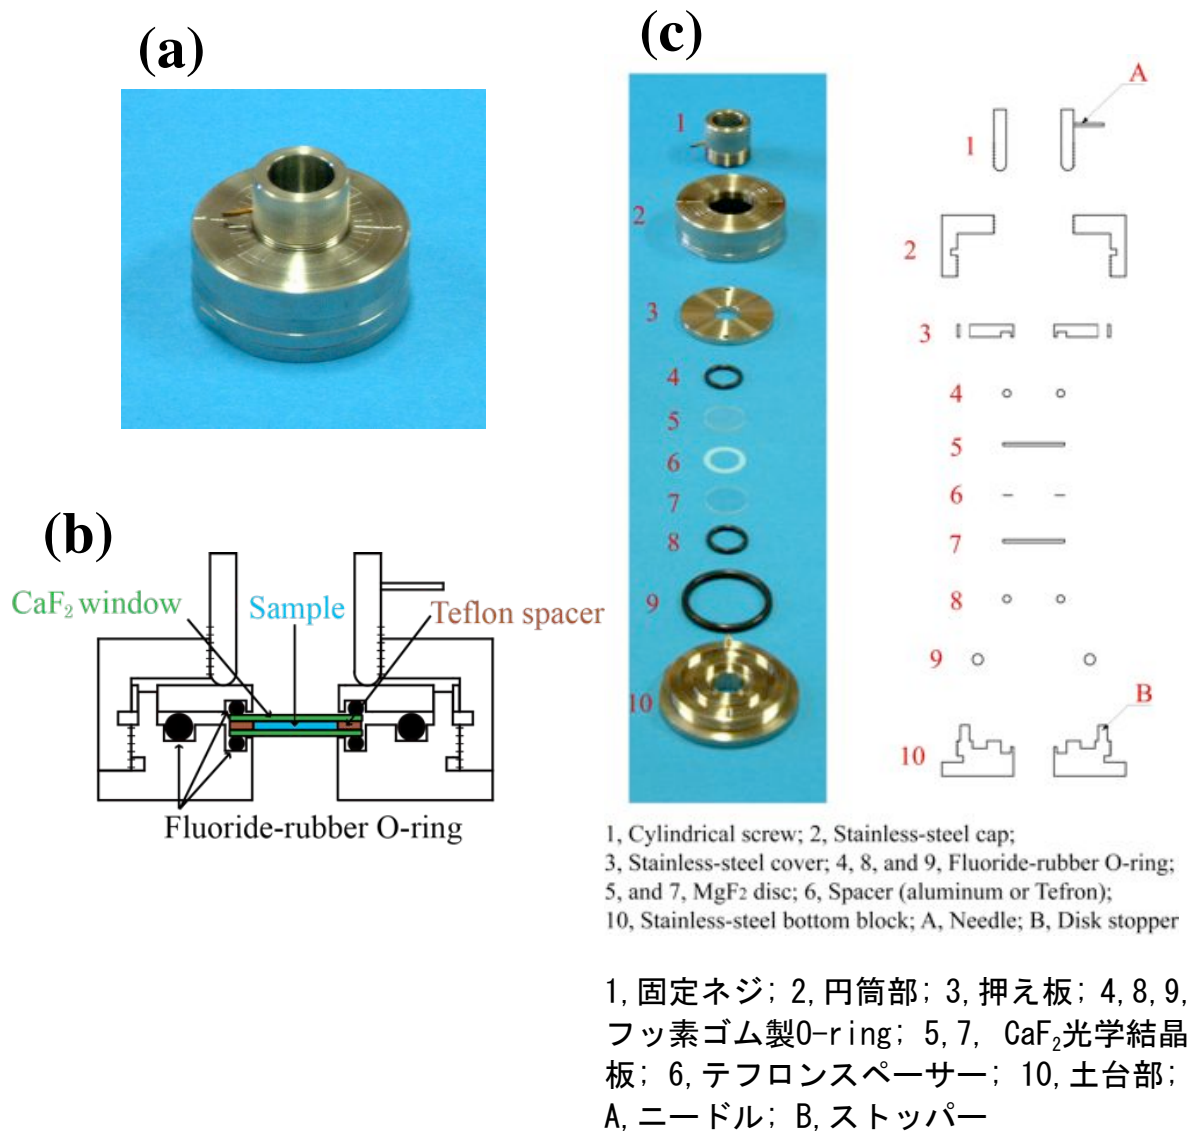 (a)
(c)
A
1
1
2
2
3
3
4
4
5
5
6
6
7
7
8
8
9
9
B
10
10
(b)
CaF₂ window
Sample
Teflon spacer
Fluoride-rubber O-ring
1, Cylindrical screw; 2, Stainless-steel cap;
3, Stainless-steel cover; 4, 8, and 9, Fluoride-rubber O-ring;
5, and 7, MgF₂ disc; 6, Spacer (aluminum or Tefron);
10, Stainless-steel bottom block; A, Needle; B, Disk stopper
1,固定ネジ; 2,円筒部; 3,押え板; 4,8,9,
フッ素ゴム製O-ring; 5,7, CaF₂光学結晶
板; 6,テフロンスペーサー; 10,土台部;
A,ニードル; B,ストッパー